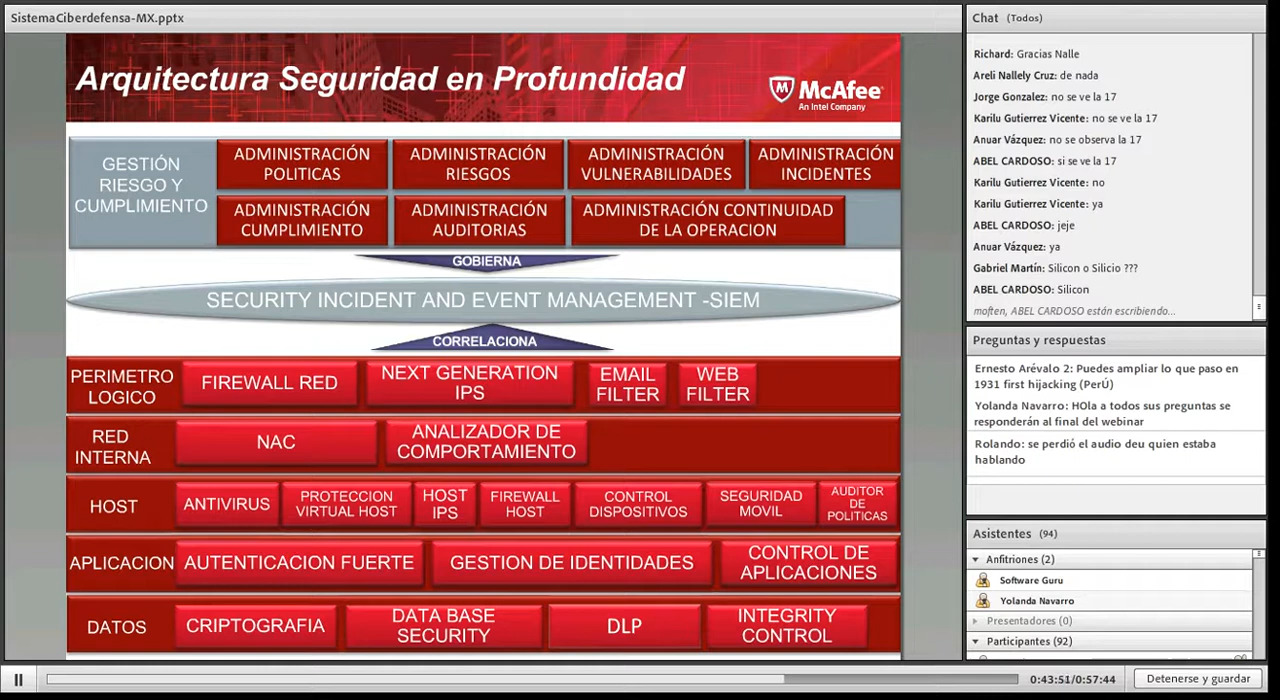 SistemaCiberdefensa-MX.pptx
Arquitectura Seguridad en Profundidad
McAfee
An Intel Company
GESTIÓN
RIESGO Y
CUMPLIMIENTO
ADMINISTRACIÓN
POLITICAS
ADMINISTRACIÓN
RIESGOS
ADMINISTRACIÓN
VULNERABILIDADES
ADMINISTRACIÓN
INCIDENTES
ADMINISTRACIÓN
CUMPLIMIENTO
ADMINISTRACIÓN
AUDITORIAS
ADMINISTRACIÓN CONTINUIDAD
DE LA OPERACION
GOBIERNA
SECURITY INCIDENT AND EVENT MANAGEMENT -SIEM
CORRELACIONA
PERIMETRO
LOGICO
FIREWALL RED
NEXT GENERATION
IPS
EMAIL
FILTER
WEB
FILTER
RED
INTERNA
NAC
ANALIZADOR DE
COMPORTAMIENTO
HOST
ANTIVIRUS
PROTECCION
VIRTUAL HOST
HOST
IPS
FIREWALL
HOST
CONTROL
DISPOSITIVOS
SEGURIDAD
MOVIL
AUDITOR
DE
POLITICAS
APLICACION
AUTENTICACION FUERTE
GESTION DE IDENTIDADES
CONTROL DE
APLICACIONES
DATOS
CRIPTOGRAFIA
DATA BASE
SECURITY
DLP
INTEGRITY
CONTROL
Chat (Todos)
Richard: Gracias Nalle
Areli Nallely Cruz: de nada
Jorge Gonzalez: no se ve la 17
Karilu Gutierrez Vicente: no se ve la 17
Anuar Vázquez: no se observa la 17
ABEL CARDOSO: si se ve la 17
Karilu Gutierrez Vicente: no
Karilu Gutierrez Vicente: ya
ABEL CARDOSO: jeje
Anuar Vázquez: ya
Gabriel Martín: Silicon o Silicio ???
ABEL CARDOSO: Silicon
moften, ABEL CARDOSO están escribiendo...
Preguntas y respuestas
Ernesto Arévalo 2: Puedes ampliar lo que paso en
1931 first hijacking (PerÚ)
Yolanda Navarro: HOla a todos sus preguntas se
responderán al final del webinar
Rolando: se perdió el audio deu quien estaba
hablando
Asistentes (94)
Anfitriones (2)
Software Guru
Yolanda Navarro
Presentadores (0)
Participantes (92)
0:43:51/0:57:44
Detenerse y guardar